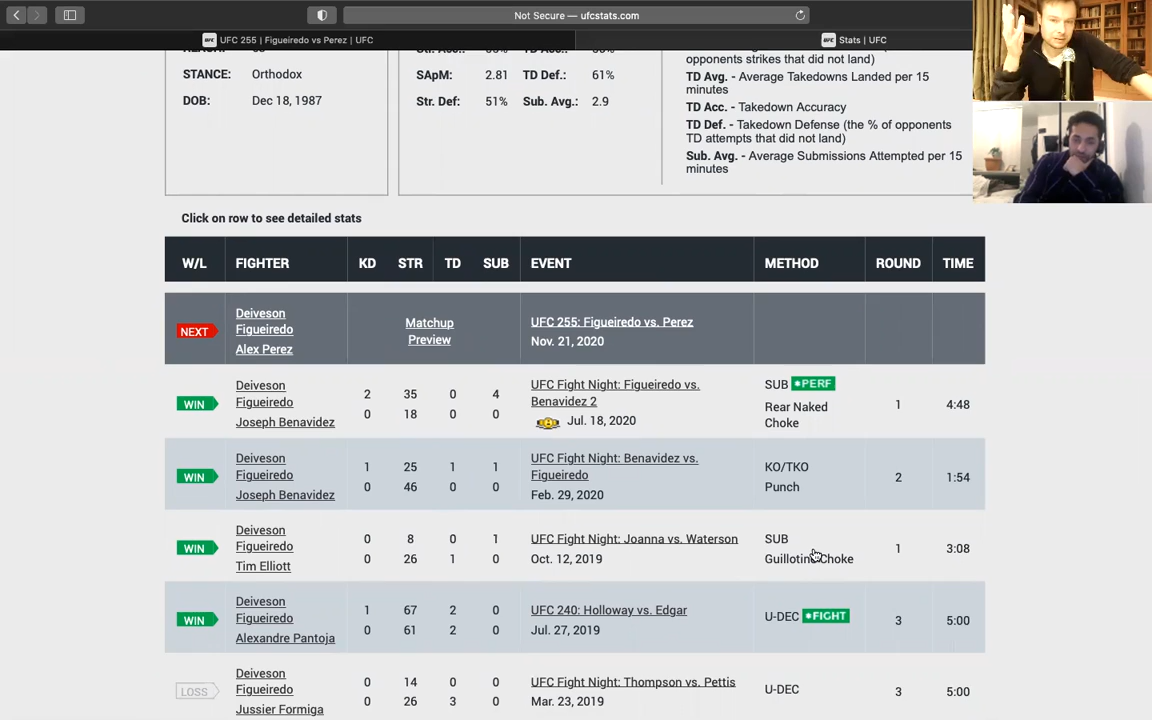 Not Secure — ufcstats.com
UFC 255 | Figueiredo vs Perez | UFC
Stats | UFC
STANCE: Orthodox
DOB: Dec 18, 1987
TD Acc.:
SApM: 2.81 TD Def.: 61%
Str. Def: 51% Sub. Avg.: 2.9
opponents strikes that did not land)
TD Avg. - Average Takedowns Landed per 15
minutes
TD Acc. - Takedown Accuracy
TD Def. - Takedown Defense (the % of opponents
TD attempts that did not land)
Sub. Avg. - Average Submissions Attempted per 15
minutes
Click on row to see detailed stats
W/L FIGHTER KD STR TD SUB EVENT METHOD ROUND TIME
NEXT
Deiveson
Figueiredo
Alex Perez
Matchup
Preview
UFC 255: Figueiredo vs. Perez
Nov. 21, 2020
WIN
Deiveson
Figueiredo
Joseph Benavidez
2 35 0 4
0 18 0 0
UFC Fight Night: Figueiredo vs.
Benavidez 2
Jul. 18, 2020
SUB PERF
Rear Naked
Choke
1
4:48
WIN
Deiveson
Figueiredo
Joseph Benavidez
1 25 1 1
0 46 0 0
UFC Fight Night: Benavidez vs.
Figueiredo
Feb. 29, 2020
KO/TKO
Punch
2
1:54
WIN
Deiveson
Figueiredo
Tim Elliott
0 8 0 1
0 26 1 0
UFC Fight Night: Joanna vs. Waterson
Oct. 12, 2019
SUB
Guillotine Choke
1
3:08
WIN
Deiveson
Figueiredo
Alexandre Pantoja
1 67 2 0
0 61 2 0
UFC 240: Holloway vs. Edgar
Jul. 27, 2019
U-DEC FIGHT
3
5:00
LOSS
Deiveson
Figueiredo
Jussier Formiga
0 14 0 0
0 26 3 0
UFC Fight Night: Thompson vs. Pettis
Mar. 23, 2019
U-DEC
3
5:00